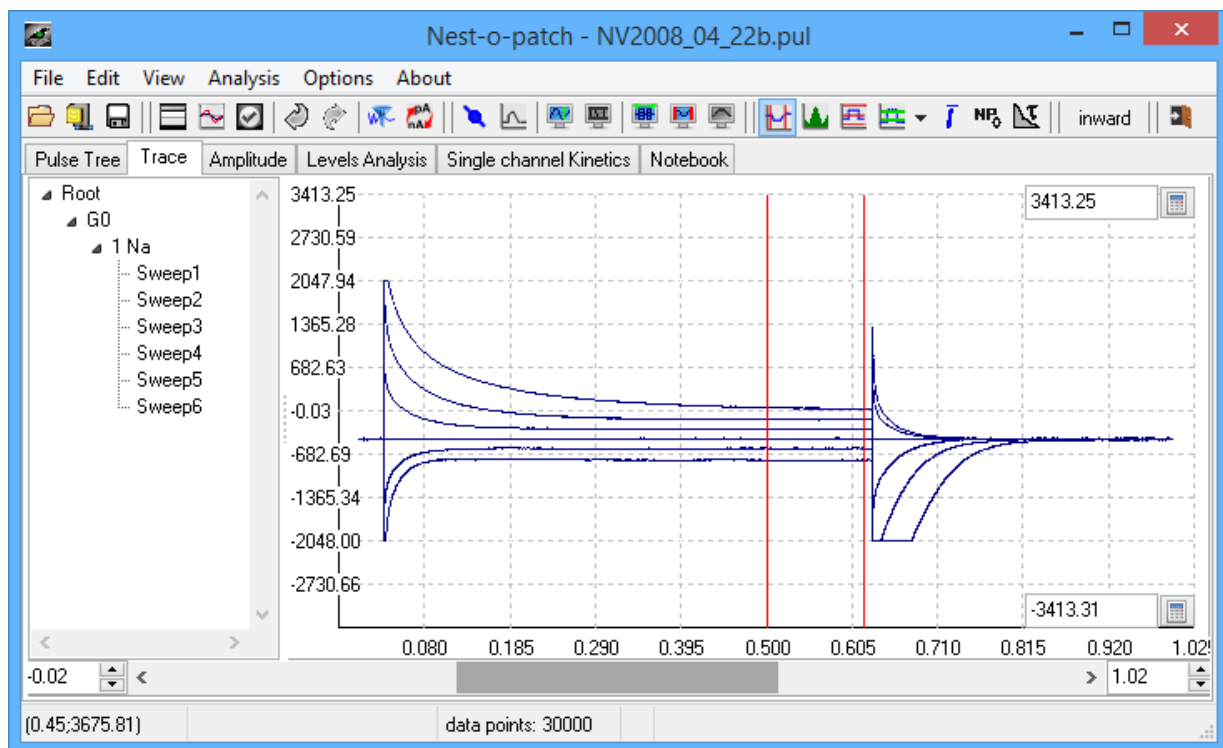 Nest-o-patch - NV2008_04_22b.pul
File Edit View Analysis Options About
NPo inward
Pulse Tree Trace Amplitude Levels Analysis Single channel Kinetics Notebook
Root
G0
1 Na
Sweep1
Sweep2
Sweep3
Sweep4
Sweep5
Sweep6
3413.25
2730.59
2047.94
1365.28
682.63
-0.03
-682.69
-1365.34
-2048.00
-2730.66
3413.25
-3413.31
0.080 0.185 0.290 0.395 0.500 0.605 0.710 0.815 0.920 1.02
-0.02 1.02
(0.45;3675.81) data points: 30000